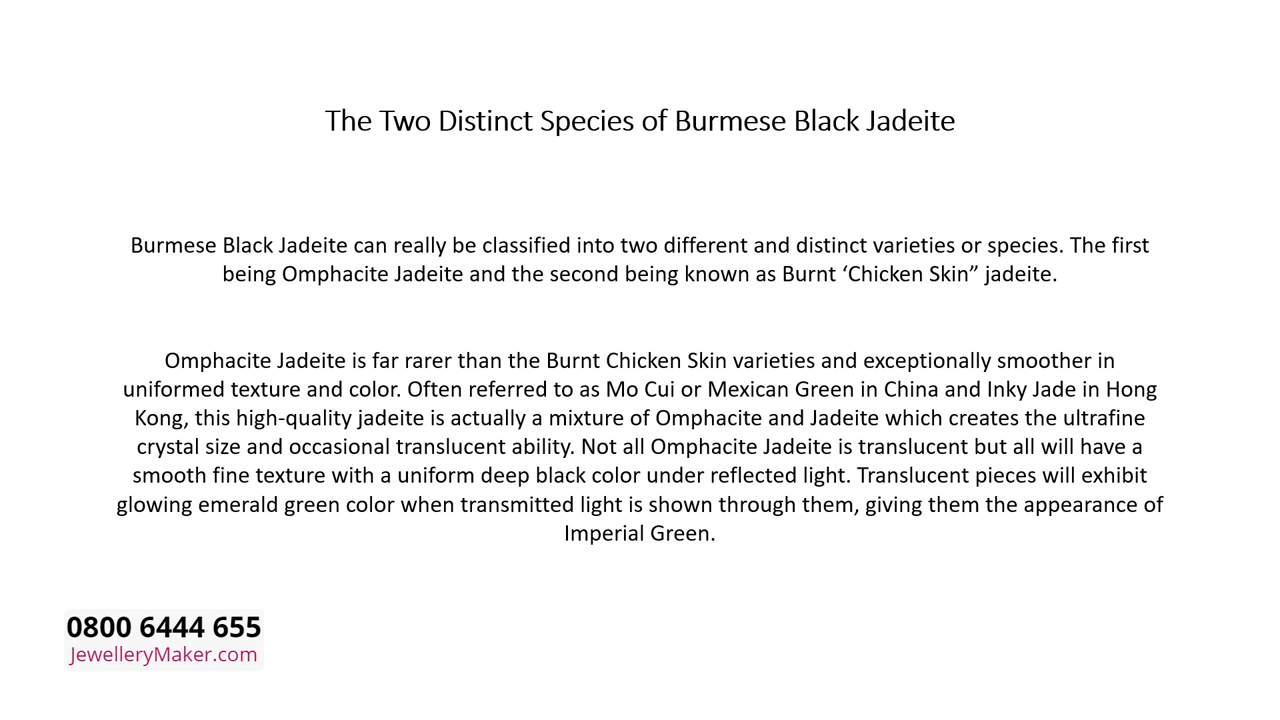 The Two Distinct Species of Burmese Black Jadeite
Burmese Black Jadeite can really be classified into two different and distinct varieties or species. The first
being Omphacite Jadeite and the second being known as Burnt ‘Chicken Skin” jadeite.
Omphacite Jadeite is far rarer than the Burnt Chicken Skin varieties and exceptionally smoother in
uniformed texture and color. Often referred to as Mo Cui or Mexican Green in China and Inky Jade in Hong
Kong, this high-quality jadeite is actually a mixture of Omphacite and Jadeite which creates the ultrafine
crystal size and occasional translucent ability. Not all Omphacite Jadeite is translucent but all will have a
smooth fine texture with a uniform deep black color under reflected light. Translucent pieces will exhibit
glowing emerald green color when transmitted light is shown through them, giving them the appearance of
Imperial Green.
0800 6444 655
JewelleryMaker.com